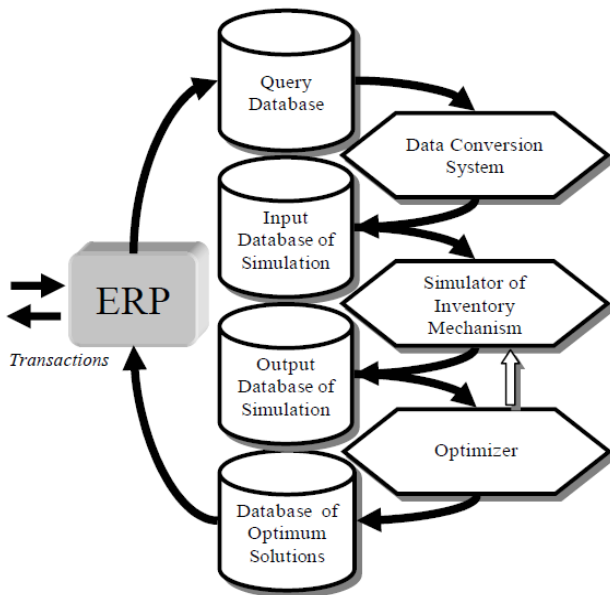 Query
Database
Data Conversion
System
Input
Database of
Simulation
ERP
Simulator of
Inventory
Mechanism
Transactions
Output
Database of
Simulation
Optimizer
Database of
Optimum
Solutions